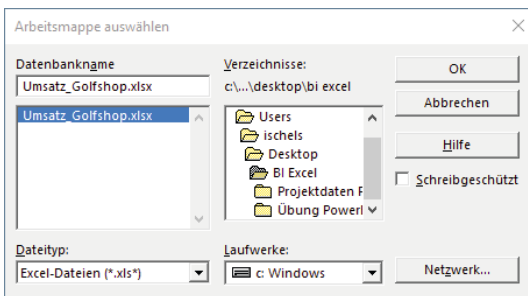 Arbeitsmappe auswählen
Datenbankname
Umsatz_Golfshop.xlsx
Umsatz_Golfshop.xlsx
Verzeichnisse:
c:\...\desktop\bi excel
Users
ischels
Desktop
BI Excel
Projektdaten
Übung Powerl
OK
Abbrechen
Hilfe
Schreibgeschützt
Dateityp:
Excel-Dateien (*.xls*)
Laufwerke:
c: Windows
Netzwerk...